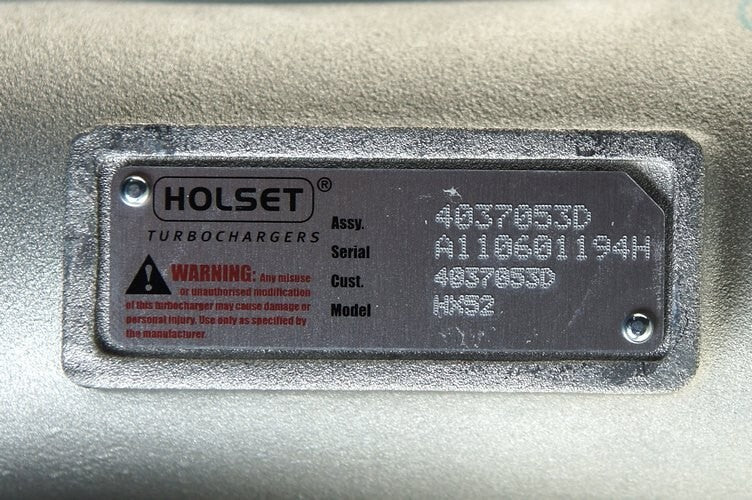 HOLSET®
TURBOCHARGERS
WARNING: Any misuse
or unauthorised modification
of this turbocharger may cause damage or
personal injury. Use only as specified by
the manufacturer.
Assy. 4037053D
Serial A110601194H
Cust. 4037053D
Model HX52